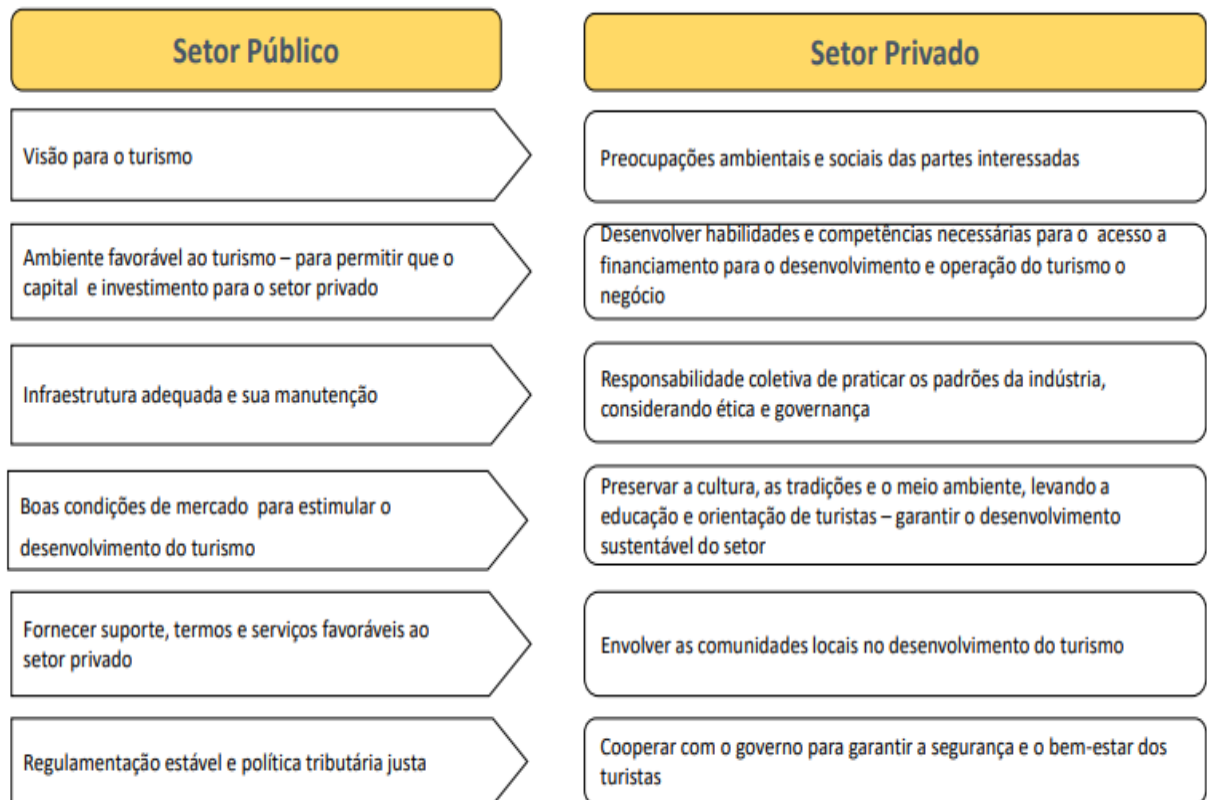 Setor Público
Setor Privado
Visão para o turismo
Preocupações ambientais e sociais das partes interessadas
Ambiente favorável ao turismo – para permitir que o
capital e investimento para o setor privado
Desenvolver habilidades e competências necessárias para o acesso a
financiamento para o desenvolvimento e operação do turismo o
negócio
Infraestrutura adequada e sua manutenção
Responsabilidade coletiva de praticar os padrões da indústria,
considerando ética e governança
Boas condições de mercado para estimular o
desenvolvimento do turismo
Preservar a cultura, as tradições e o meio ambiente, levando a
educação e orientação de turistas – garantir o desenvolvimento
sustentável do setor
Fornecer suporte, termos e serviços favoráveis ao
setor privado
Envolver as comunidades locais no desenvolvimento do turismo
Regulamentação estável e política tributária justa
Cooperar com o governo para garantir a segurança e o bem-estar dos
turistas